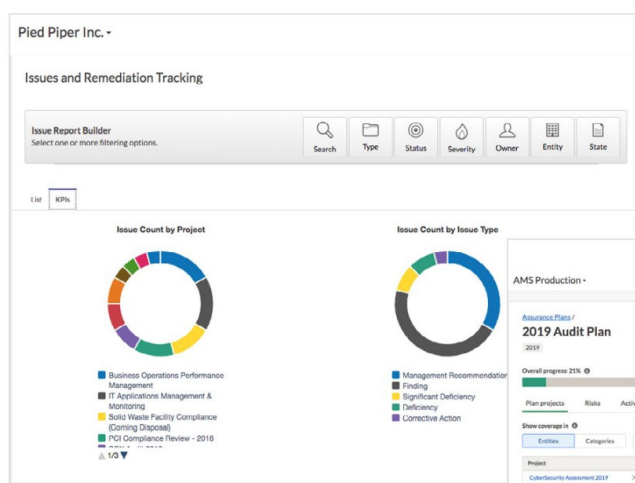 Pied Piper Inc.
Issues and Remediation Tracking
Issue Report Builder
Select one or more filtering options.
Search
Type
Status
Severity
Owner
Entity
State
List
KPIs
Issue Count by Project
Issue Count by Issue Type
Business Operations Performance
Management
IT Applications Management &
Monitoring
Solid Waste Facility Compliance
(Coming Disposal)
PCI Compliance Review - 2018
1/3
Management Recommendation
Finding
Significant Deficiency
Deficiency
Corrective Action
AMS Production
Assurance Plans /
2019 Audit Plan
2019
Overall progress: 21%
Plan projects
Risks
Show coverage in
Entities
Categories
Project
CyberSecurity Assessment 2019